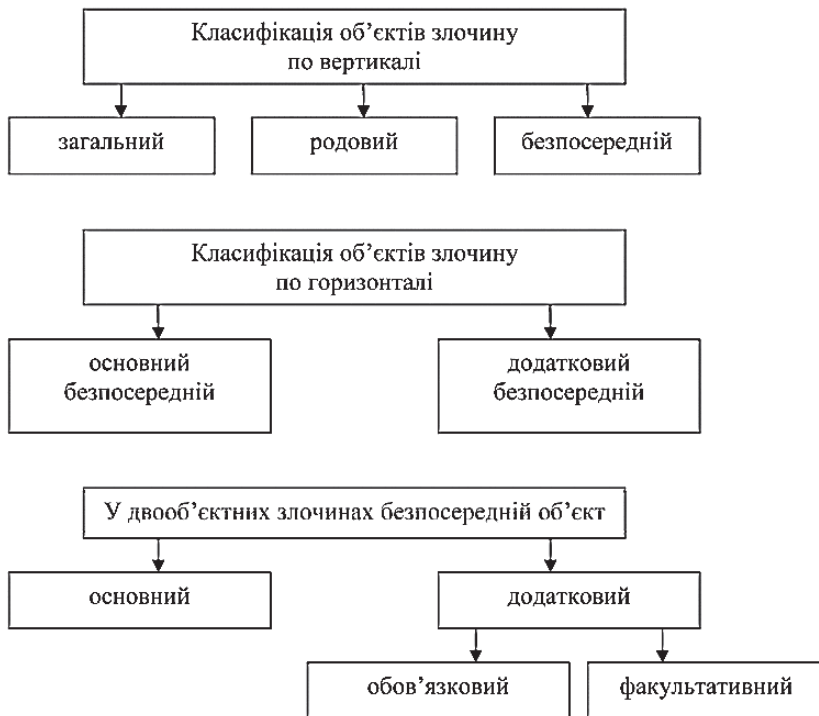 Класифікація об’єктів злочину
по вертикалі
загальний
родовий
безпосередній
Класифікація об’єктів злочину
по горизонталі
основний
безпосередній
додатковий
безпосередній
У двооб’єктних злочинах безпосередній об’єкт
основний
додатковий
обов’язковий
факультативний